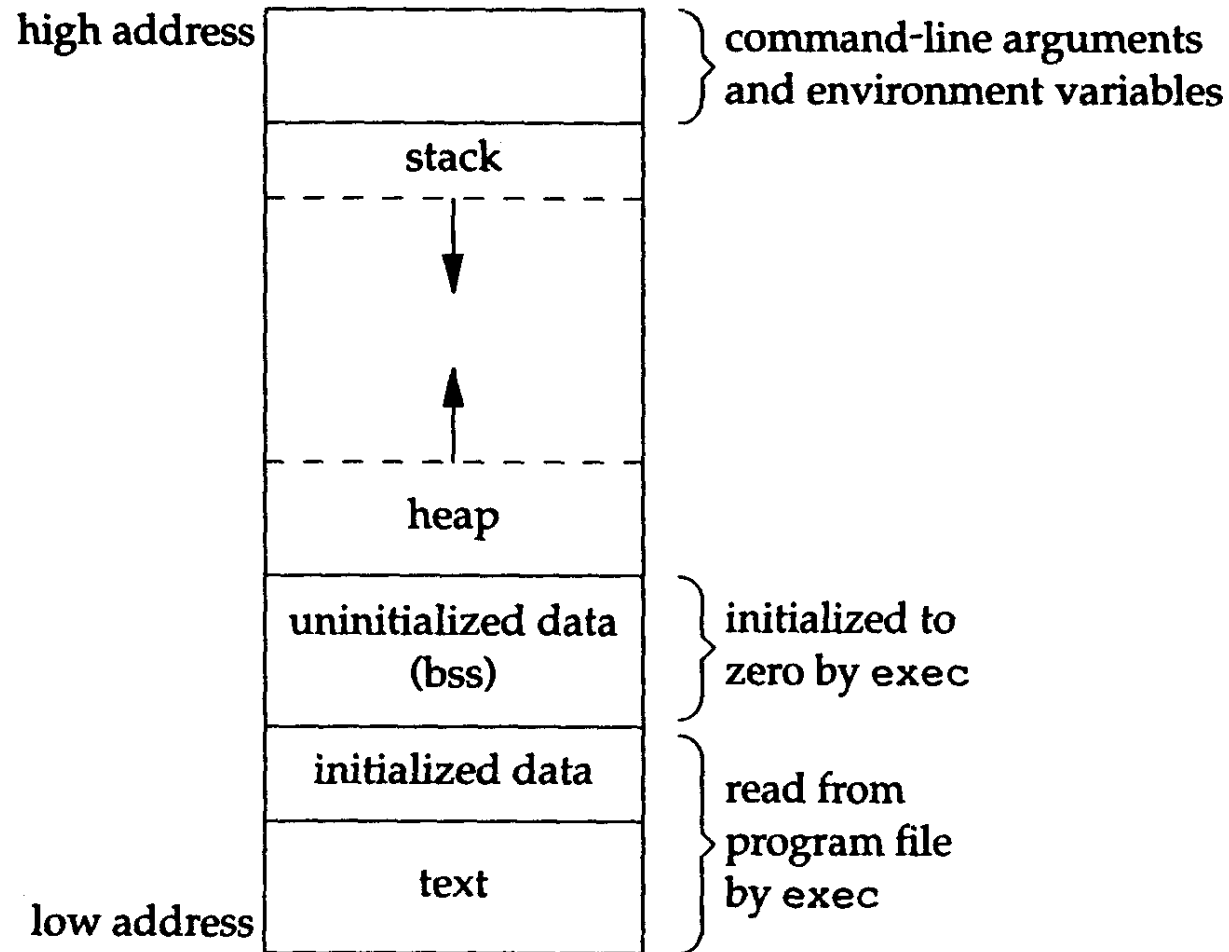 high address
command-line arguments
and environment variables
stack
heap
uninitialized data
(bss)
initialized to
zero by exec
initialized data
read from
program file
by exec
text
low address